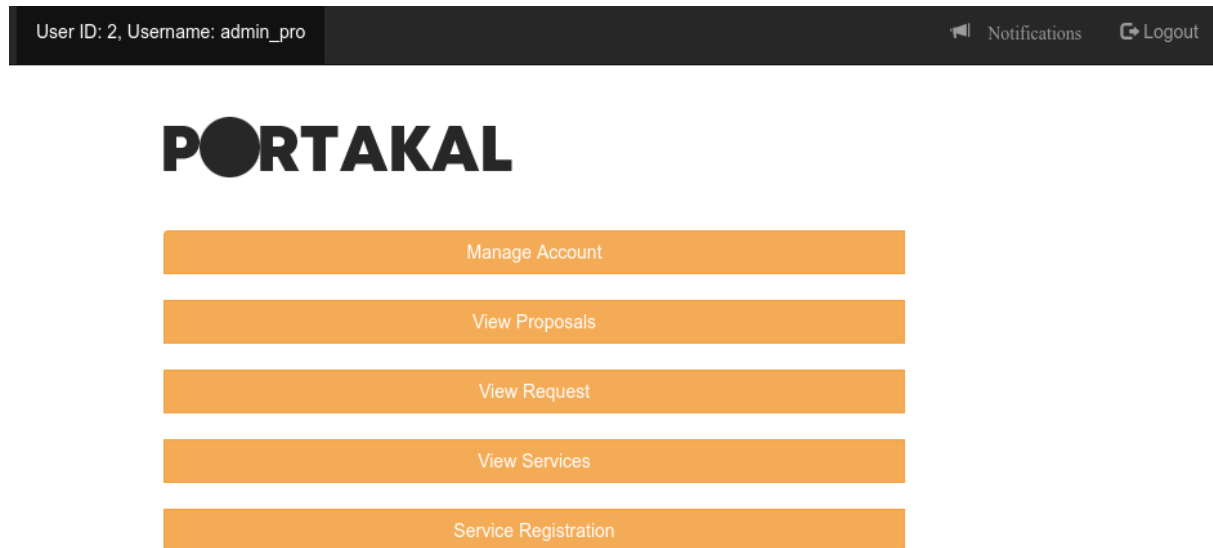 User ID: 2, Username: admin_pro Notifications Logout
PORTAKAL
Manage Account
View Proposals
View Request
View Services
Service Registration